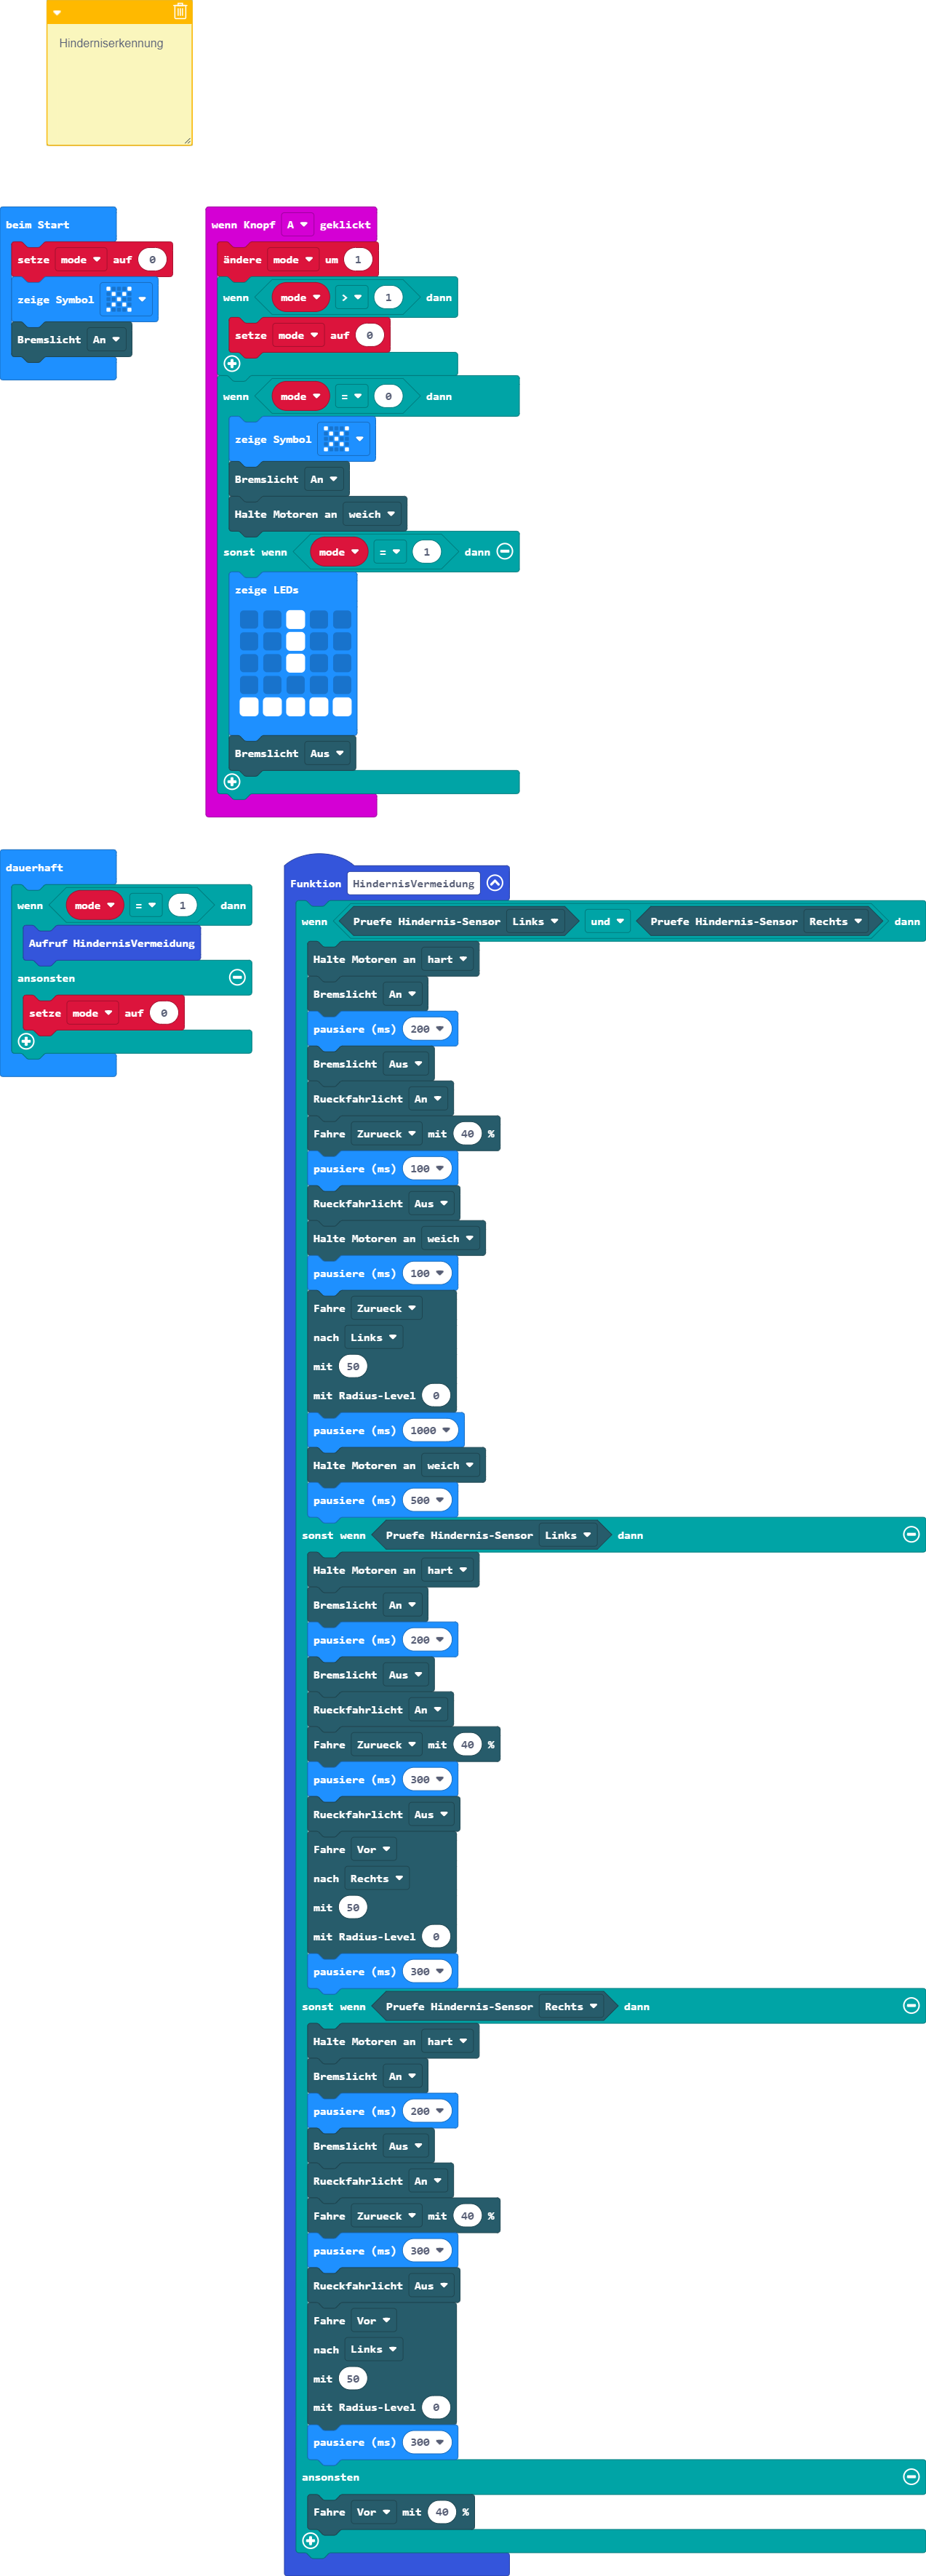 Hinderniserkennung
beim Start
setze mode auf 0
zeige Symbol
Bremslicht An
wenn Knopf A geklickt
ändere mode um 1
wenn mode > 1 dann
setze mode auf 0
wenn mode = 0 dann
zeige Symbol
Bremslicht An
Halte Motoren an weich
sonst wenn mode = 1 dann
zeige LEDs
Bremslicht Aus
dauerhaft
wenn mode = 1 dann
Aufruf HindernisVermeidung
ansonsten
setze mode auf 0
Funktion HindernisVermeidung
wenn Pruefe Hindernis-Sensor Links und Pruefe Hindernis-Sensor Rechts dann
Halte Motoren an hart
Bremslicht An
pausiere (ms) 200
Bremslicht Aus
Rueckfahrlicht An
Fahre Zurueck mit 40 %
pausiere (ms) 100
Rueckfahrlicht Aus
Halte Motoren an weich
pausiere (ms) 100
Fahre Zurueck
nach Links
mit 50
mit Radius-Level 0
pausiere (ms) 1000
Halte Motoren an weich
pausiere (ms) 500
sonst wenn Pruefe Hindernis-Sensor Links dann
Halte Motoren an hart
Bremslicht An
pausiere (ms) 200
Bremslicht Aus
Rueckfahrlicht An
Fahre Zurueck mit 40 %
pausiere (ms) 300
Rueckfahrlicht Aus
Fahre Vor
nach Rechts
mit 50
mit Radius-Level 0
pausiere (ms) 300
sonst wenn Pruefe Hindernis-Sensor Rechts dann
Halte Motoren an hart
Bremslicht An
pausiere (ms) 200
Bremslicht Aus
Rueckfahrlicht An
Fahre Zurueck mit 40 %
pausiere (ms) 300
Rueckfahrlicht Aus
Fahre Vor
nach Links
mit 50
mit Radius-Level 0
pausiere (ms) 300
ansonsten
Fahre Vor mit 40 %